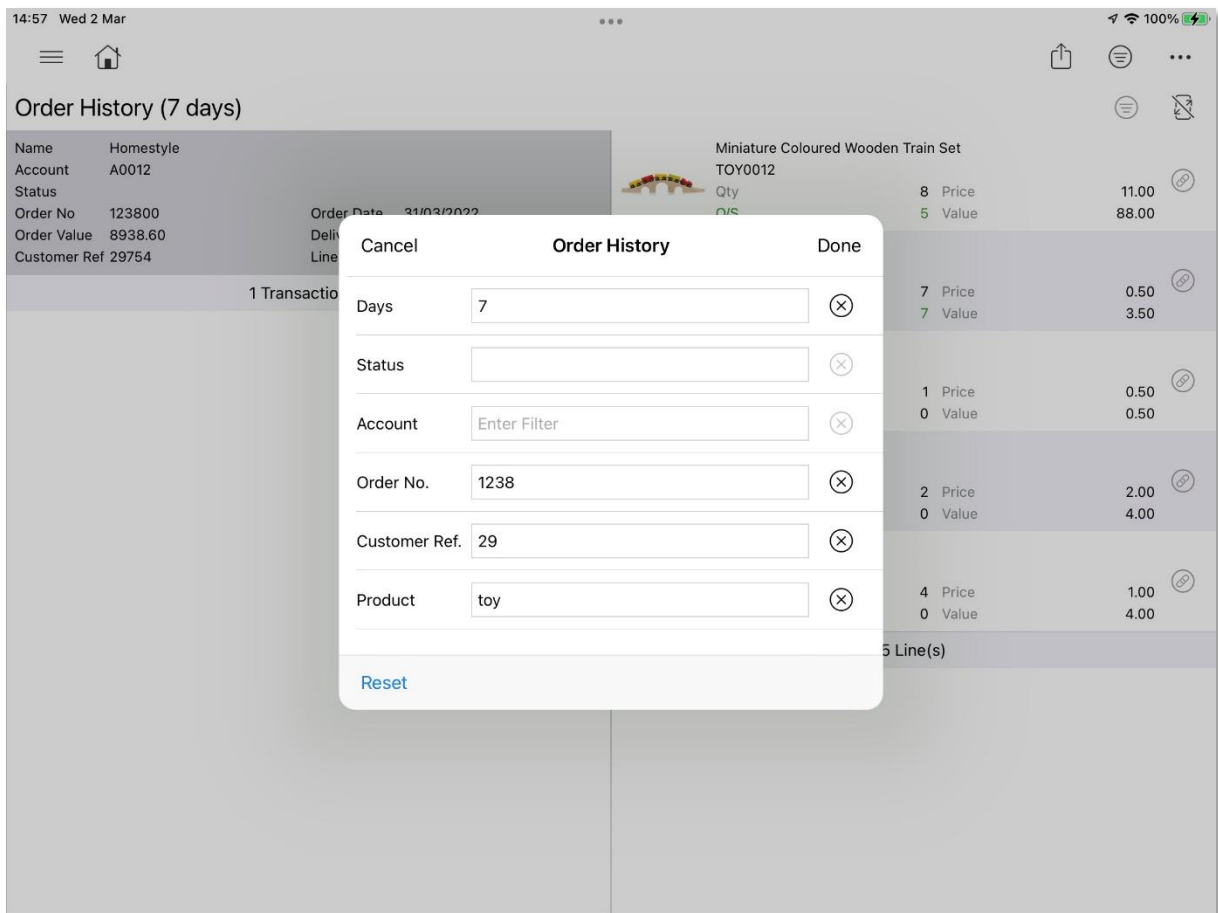 14:57 Wed 2 Mar
100%
Order History (7 days)
Name Homestyle
Account A0012
Status
Order No 123800 Order Date 31/03/2022
Order Value 8938.60
Customer Ref 29754 Line
1 Transactio
Miniature Coloured Wooden Train Set
TOY0012
Qty 8 Price 11.00
O/S 5 Value 88.00
7 Price 0.50
7 Value 3.50
1 Price 0.50
0 Value 0.50
2 Price 2.00
0 Value 4.00
4 Price 1.00
0 Value 4.00
5 Line(s)
Cancel Order History Done
Days 7
Status
Account Enter Filter
Order No. 1238
Customer Ref. 29
Product toy
Reset